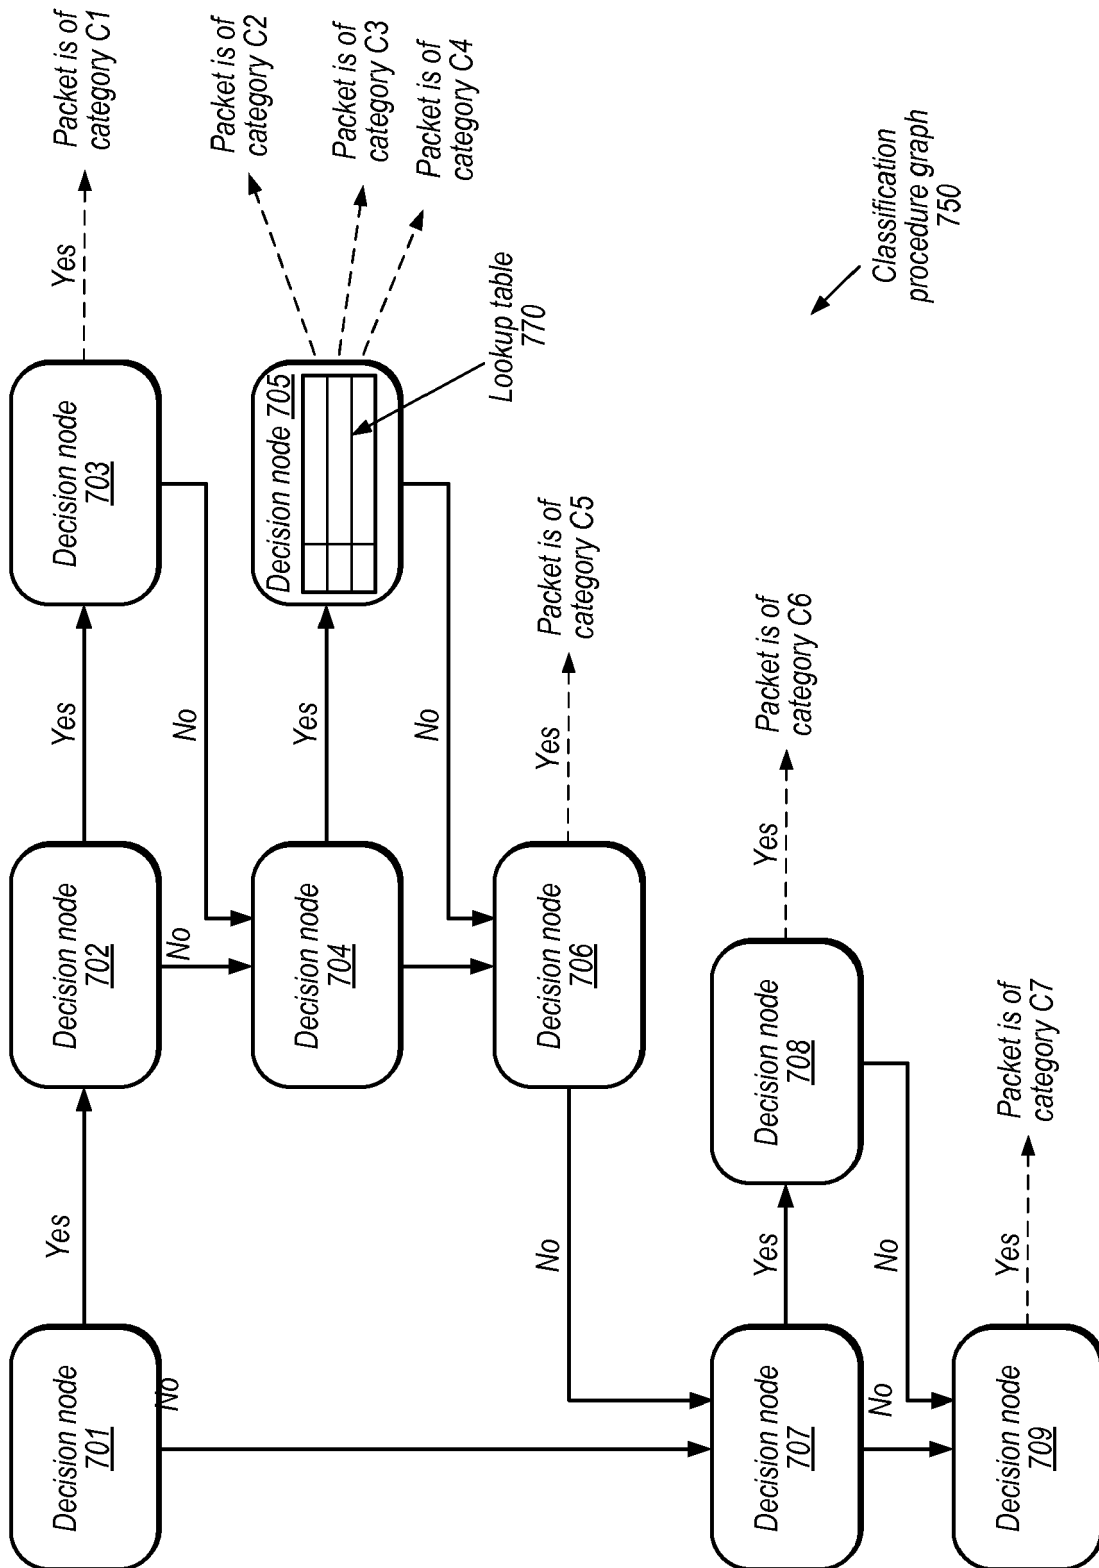 Decision node
701
Yes
No
Decision node
702
Yes
No
Decision node
703
Yes
Packet is of
category C1
No
Decision node
704
Yes
Decision node 705
Packet is of
category C2
Packet is of
category C3
Packet is of
category C4
Lookup table
770
No
Decision node
706
Yes
Packet is of
category C5
No
Decision node
707
Yes
No
Decision node
708
Yes
Packet is of
category C6
No
Decision node
709
Yes
Packet is of
category C7
Classification
procedure graph
750